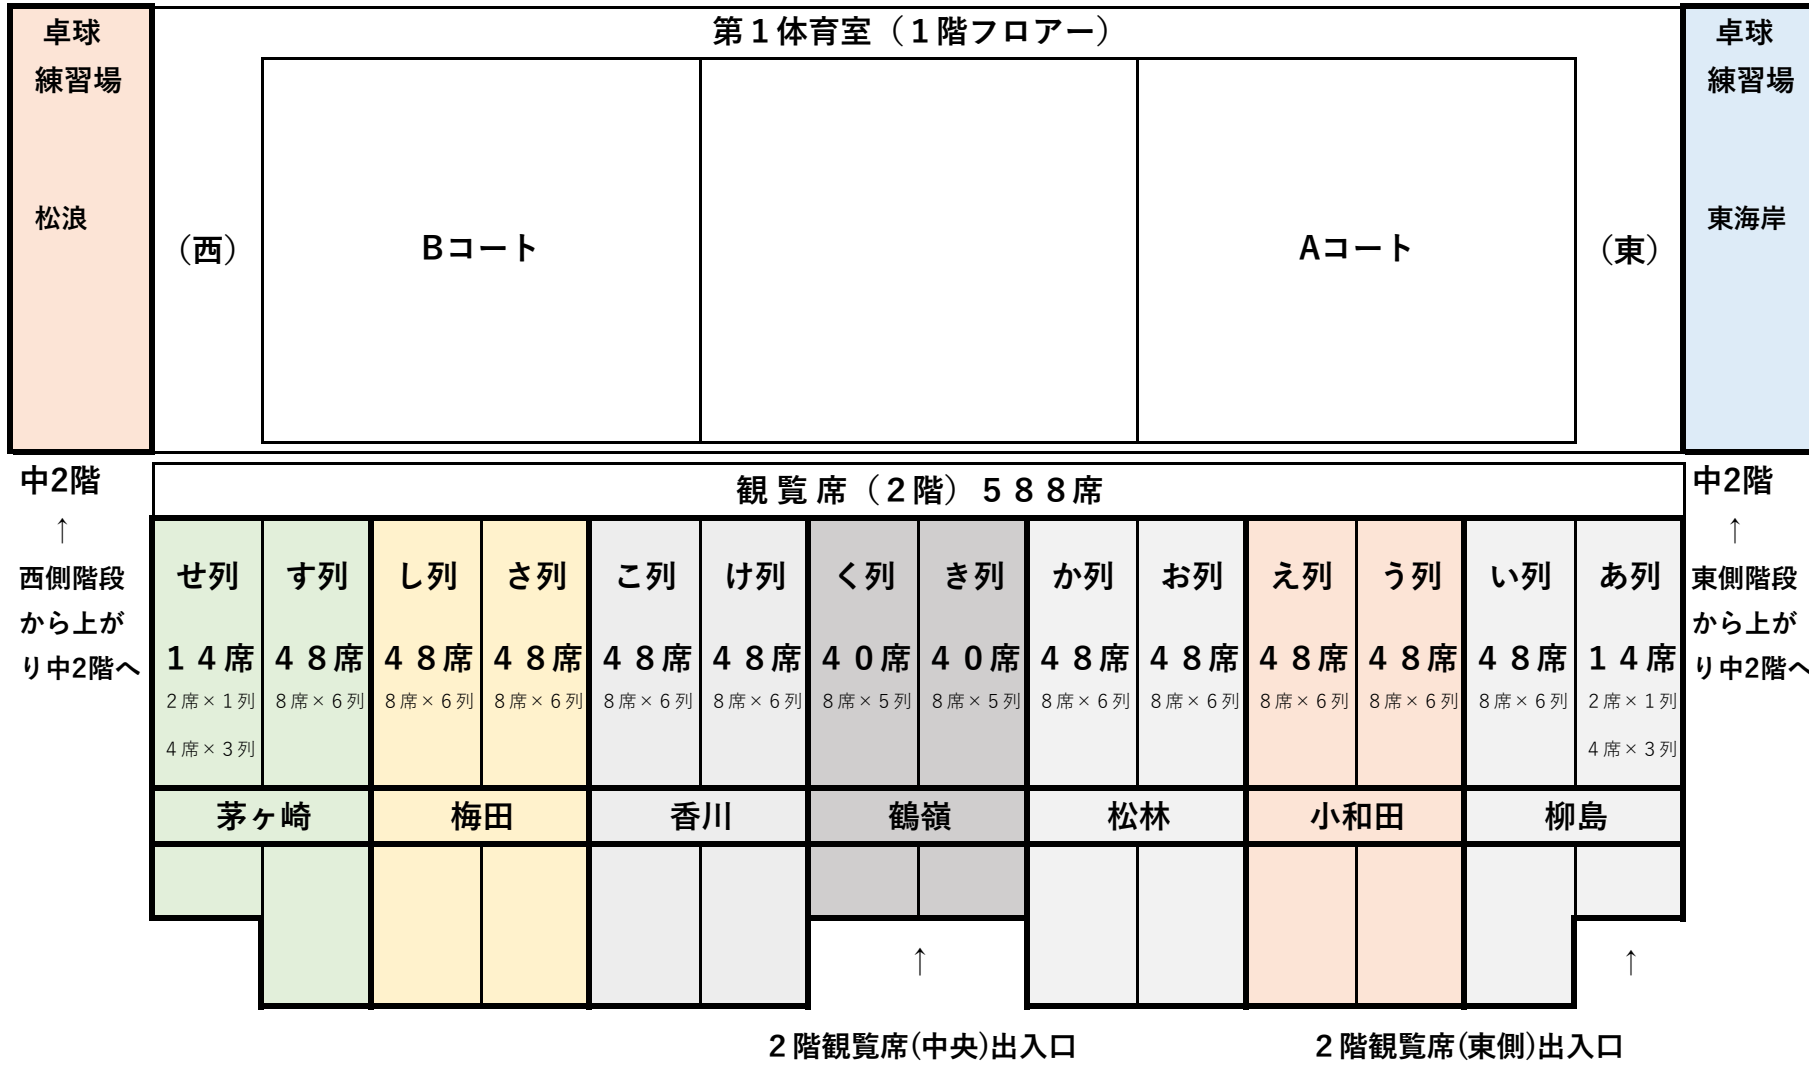 卓球
練習場
松浪
第１体育室（１階フロアー）
卓球
練習場
東海岸
（西）
Bコート
Aコート
（東）
中2階
↑
西側階段
から上が
り中2階へ
観 覧 席（２階）５８８席
中2階
↑
東側階段
から上が
り中2階へ
せ列 す列 し列 さ列 こ列 け列 く列 き列 か列 お列 え列 う列 い列 あ列
１４席 ４８席 ４８席 ４８席 ４８席 ４８席 ４０席 ４０席 ４８席 ４８席 ４８席 ４８席 ４８席 １４席
２席×１列 ８席×６列 ８席×６列 ８席×６列 ８席×６列 ８席×６列 ８席×５列 ８席×５列 ８席×６列 ８席×６列 ８席×６列 ８席×６列 ８席×６列 ２席×１列
４席×３列 ４席×３列
茅ヶ崎 梅田 香川 鶴嶺 松林 小和田 柳島
↑ ↑
２階観覧席(中央)出入口 ２階観覧席(東側)出入口